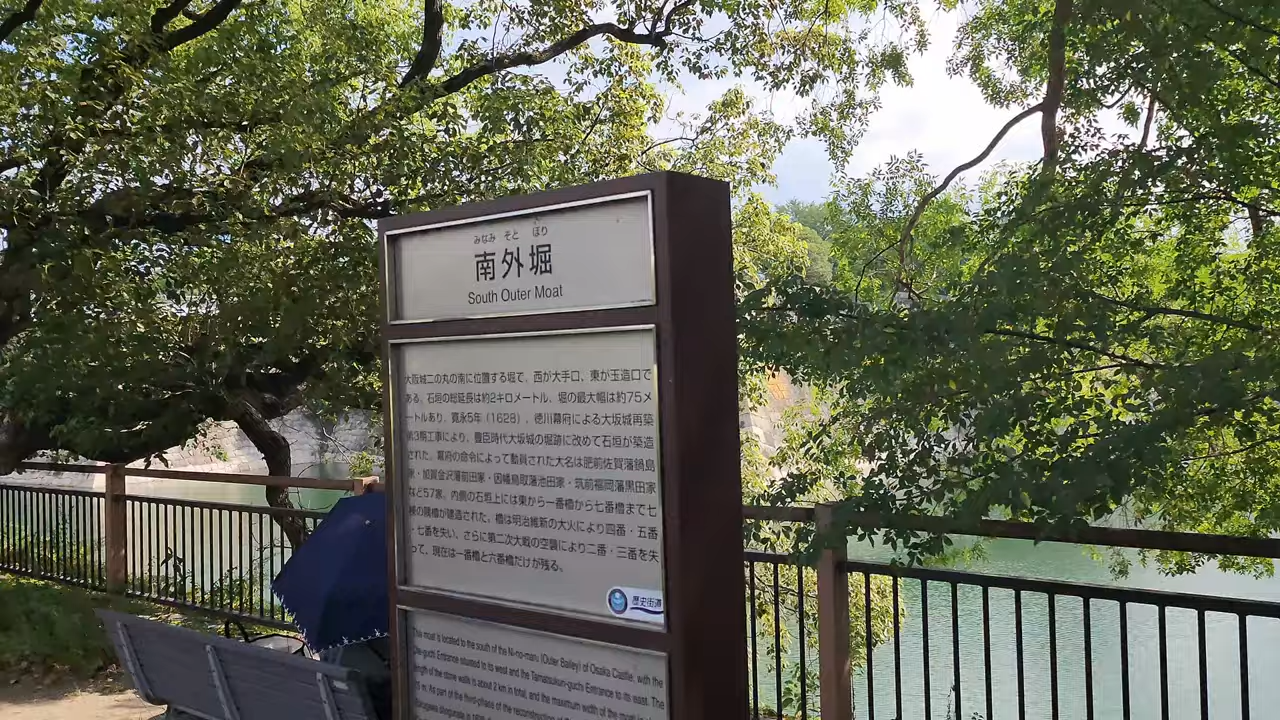 みなみ そと ぼり
南外堀
South Outer Moat
大阪城二の丸の南に位置する堀で、西が大手口、東が玉造口で
ある。石垣の総延長は約2キロメートル、堀の最大幅は約75メ
ートルあり、寛永5年（1628）、徳川幕府による大坂城再築
第3期工事により、豊臣時代大坂城の堀跡に改めて石垣が築造
された。幕府の命令によって動員された大名は肥前佐賀藩鍋島
家・加賀金沢藩前田家・因幡鳥取藩池田家・筑前福岡藩黒田家
など57家。内側の石垣上には東から一番櫓から七番櫓まで七
棟の隅櫓が建造された。櫓は明治維新の大火により四番・五番
・七番を失い、さらに第二次大戦の空襲により二番・三番を失
って、現在は一番櫓と六番櫓だけが残る。
歴史街道
The moat is located to the south of the Ni-no-maru (Outer Bailey) of Osaka Castle, with the
Ote-guchi Entrance situated to its west and the Tamatsukuri-guchi Entrance to its east. The
length of the stone walls is about 2 km in total, and the maximum width of the moat is
75 m. As part of the third-phase of the reconstruction of